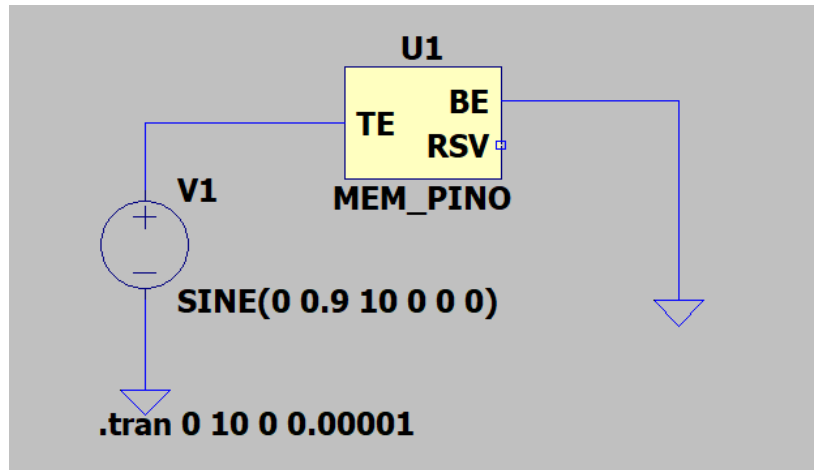 U1
BE
TE
RSV
V1
MEM_PINO
SINE(0 0.9 10 0 0 0)
.tran 0 10 0 0.00001